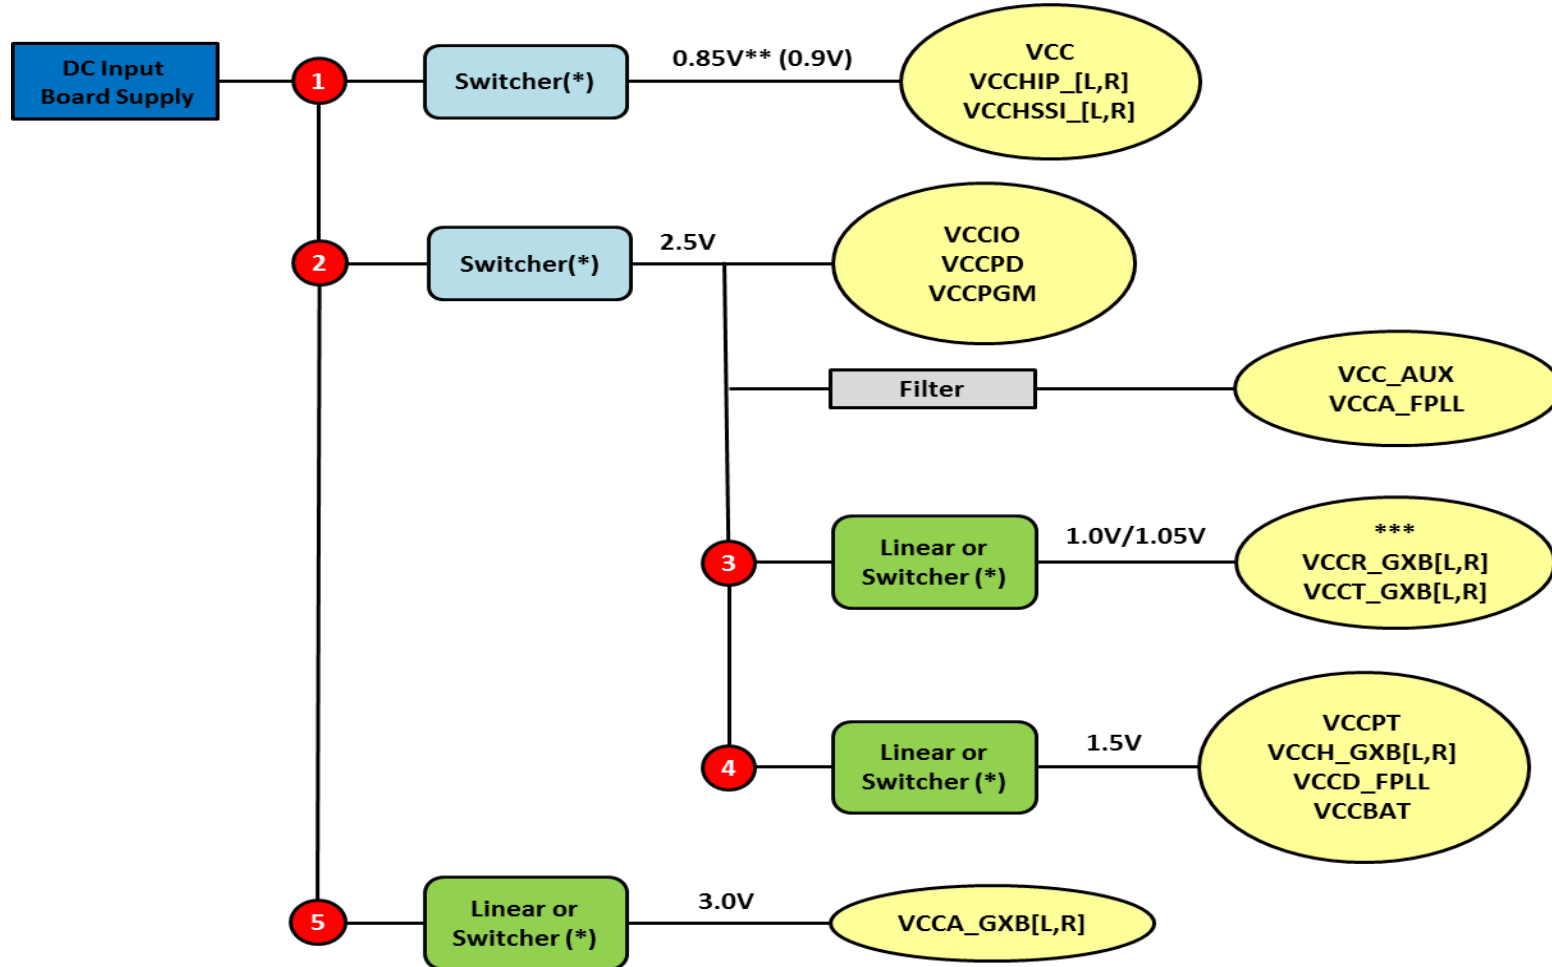 DC Input
Board Supply
1
Switcher(*)
0.85V** (0.9V)
VCC
VCCHIP_[L,R]
VCCHSSI_[L,R]
2
Switcher(*)
2.5V
VCCIO
VCCPD
VCCPGM
Filter
VCC_AUX
VCCA_FPLL
3
Linear or
Switcher (*)
1.0V/1.05V
***
VCCR_GXB[L,R]
VCCT_GXB[L,R]
4
Linear or
Switcher (*)
1.5V
VCCPT
VCCH_GXB[L,R]
VCCD_FPLL
VCCBAT
5
Linear or
Switcher (*)
3.0V
VCCA_GXB[L,R]